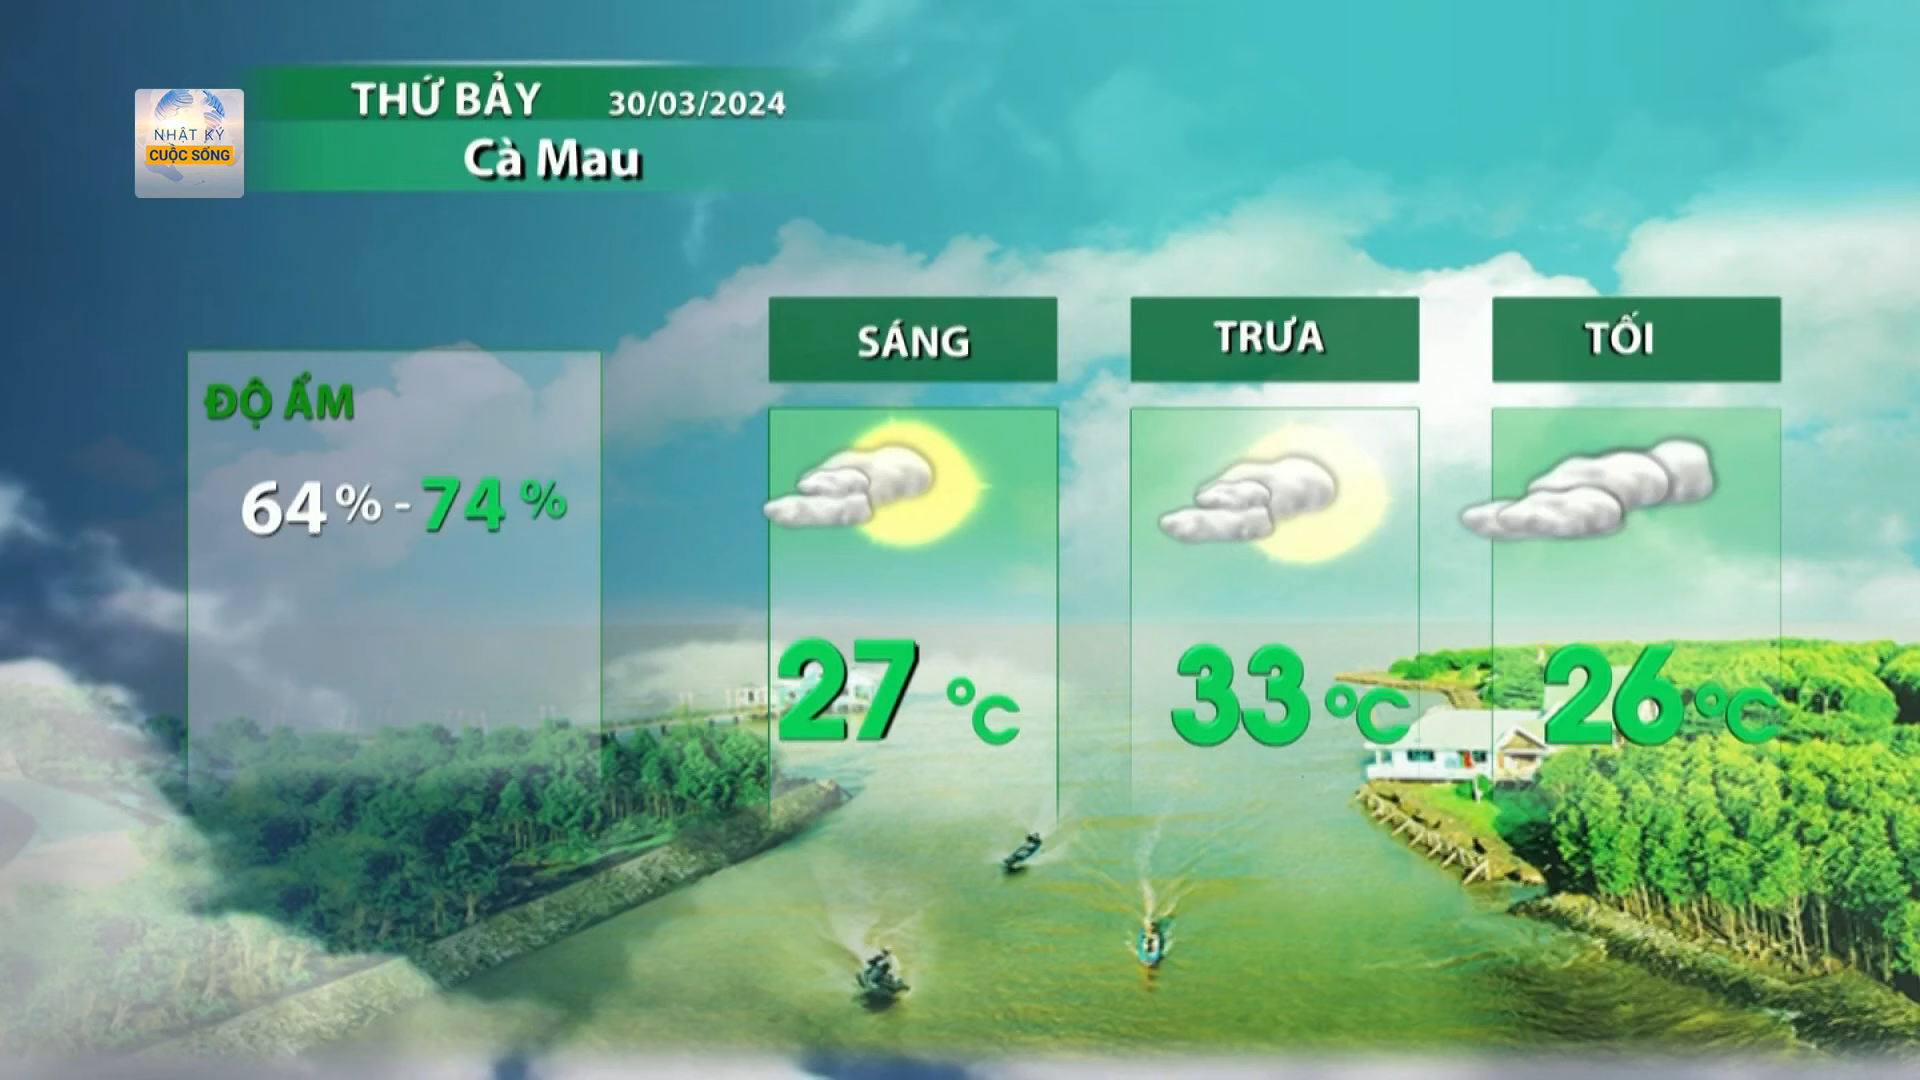 NHẬT KÝ
CUỘC SỐNG
THỨ BẢY 30/03/2024
Cà Mau
ĐỘ ẨM
64% - 74%
SÁNG
27°C
TRƯA
33°C
TỐI
26°C